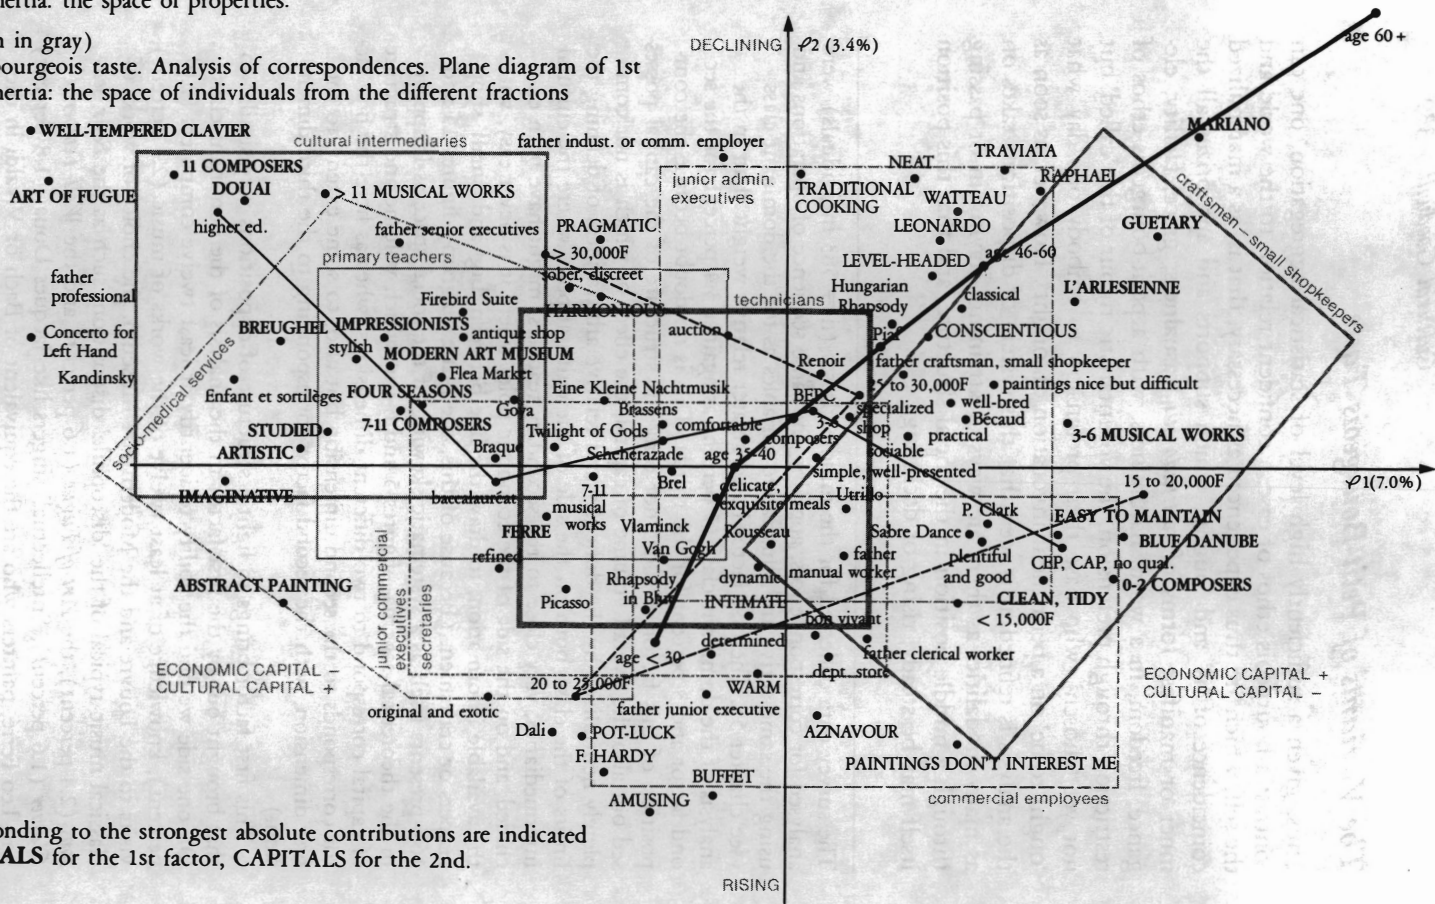 nertia: the space of properties.
n in gray)
bourgeois taste. Analysis of correspondences. Plane diagram of 1st
nertia: the space of individuals from the different fractions
DECLINING
φ2 (3.4%)
age 60 +
WELL-TEMPERED CLAVIER
cultural intermediaries
father indust. or comm. employer
MARIANO
11 COMPOSERS
DOUAI
> 11 MUSICAL WORKS
ART OF FUGUE
higher ed.
father senior executives
PRAGMATIC
junior admin.
executives
TRADITIONAL
COOKING
NEAT
TRAVIATA
WATTEAU
RAPHAEL
LEONARDO
GUETARY
craftsmen – small shopkeepers
primary teachers
> 30,000F
sober, discreet
HARMONIOUS
LEVEL-HEADED
age 46-60
father
professional
Firebird Suite
technicians
Hungarian
Rhapsody
classical
L'ARLESIENNE
Concerto for
Left Hand
BREUGHEL
IMPRESSIONISTS
antique shop
auction
Piaf
CONSCIENTIOUS
stylish
MODERN ART MUSEUM
Renoir
father craftsman, small shopkeeper
Kandinsky
Flea Market
25 to 30,000F
paintings nice but difficult
Enfant et sortilèges
FOUR SEASONS
Eine Kleine Nachtmusik
BEPC
well-bred
socio-medical services
7-11 COMPOSERS
Goya
Brassens
specialized
shop
Bécaud
STUDIED
Twilight of Gods
comfortable
3-6
composers
practical
3-6 MUSICAL WORKS
ARTISTIC
Braque
Scheherazade
age 35-40
sociable
simple, well-presented
IMAGINATIVE
baccalauréat
7-11
musical
works
Brel
delicate,
exquisite meals
Utrillo
15 to 20,000F
φ1(7.0%)
FERRE
Vlaminck
Van Gogh
Rousseau
P. Clark
Sabre Dance
EASY TO MAINTAIN
BLUE DANUBE
refined
father
manual worker
plentiful
and good
CEP, CAP, no qual.
ABSTRACT PAINTING
Picasso
Rhapsody
in Blue
dynamic
INTIMATE
0-2 COMPOSERS
CLEAN, TIDY
< 15,000F
bon vivant
junior commercial
executives
secretaries
age < 30
determined
father clerical worker
ECONOMIC CAPITAL –
CULTURAL CAPITAL +
20 to 25,000F
WARM
dept. store
ECONOMIC CAPITAL +
CULTURAL CAPITAL –
original and exotic
father junior executive
Dali
POT-LUCK
AZNAVOUR
F. HARDY
PAINTINGS DON'T INTEREST ME
BUFFET
AMUSING
commercial employees
onding to the strongest absolute contributions are indicated
ALS for the 1st factor, CAPITALS for the 2nd.
RISING